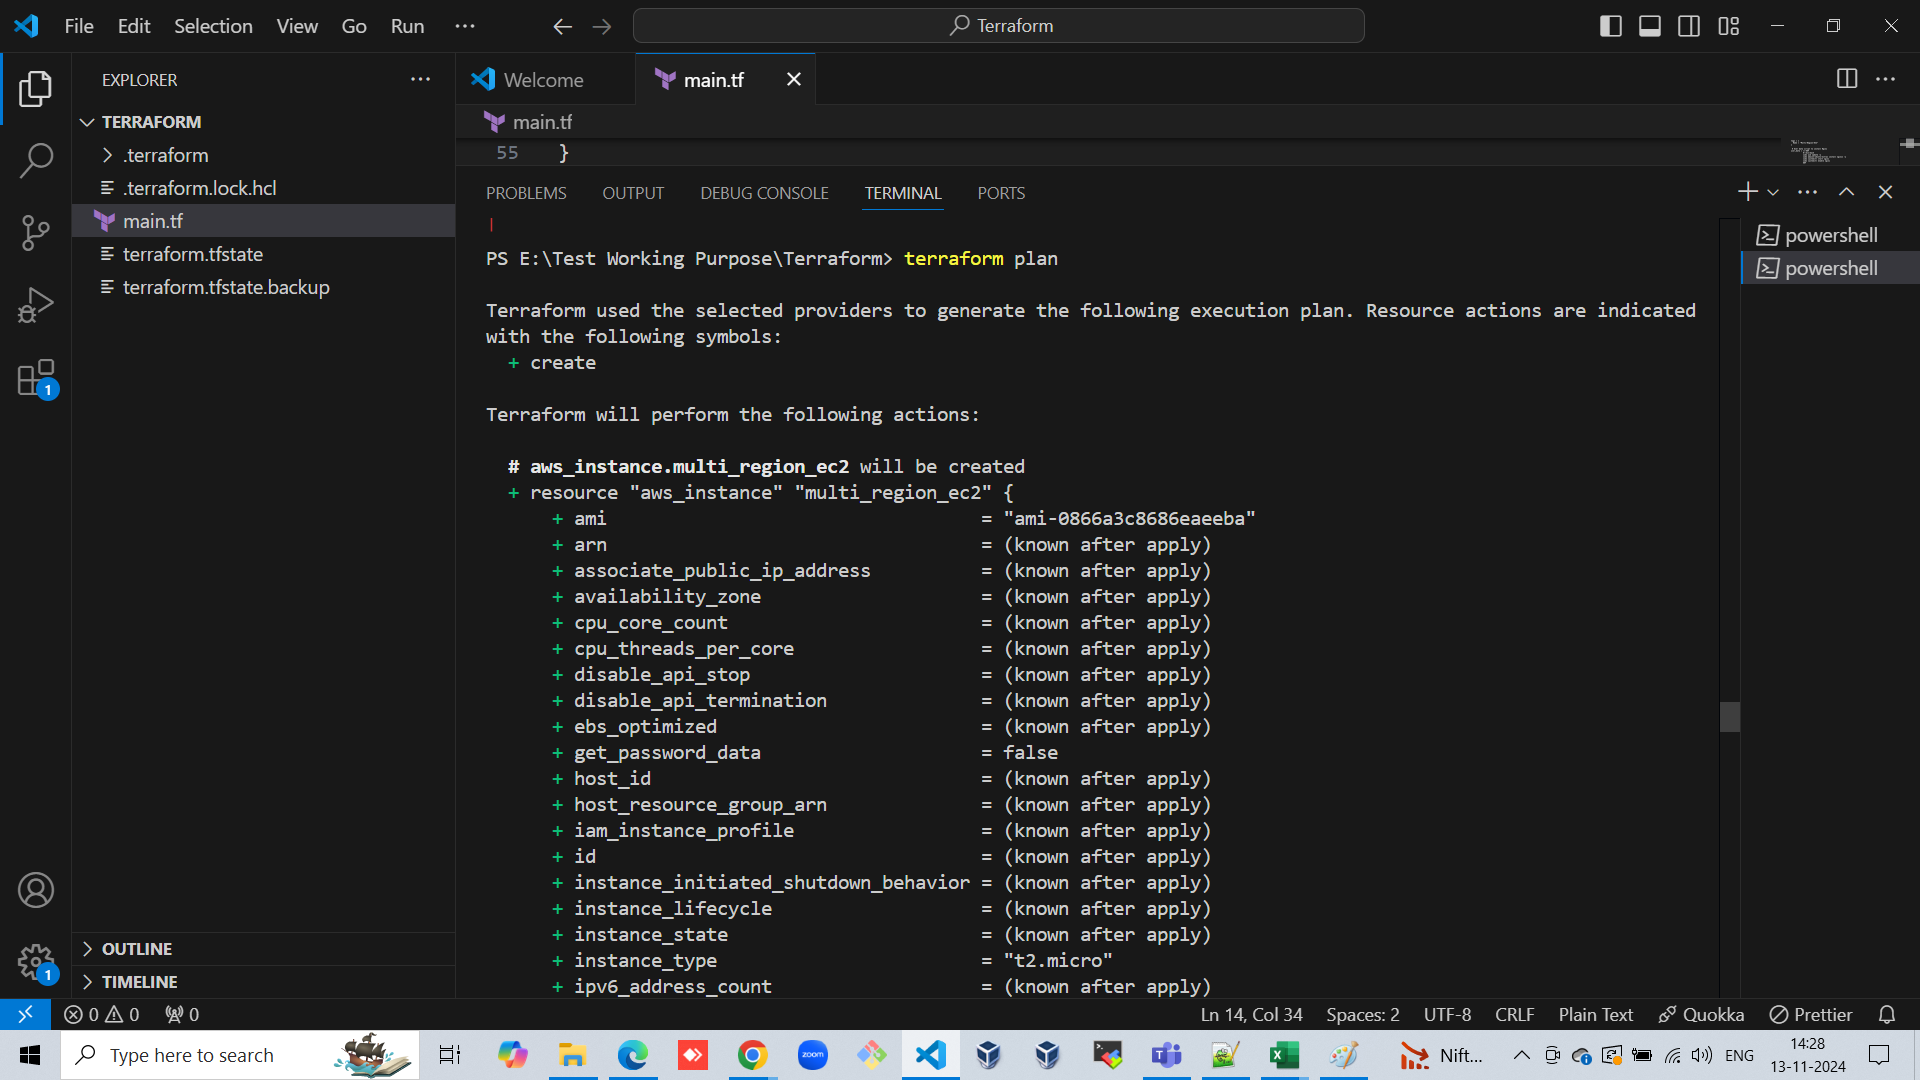 File Edit Selection View Go Run
Terraform
EXPLORER
TERRAFORM
.terraform
.terraform.lock.hcl
main.tf
terraform.tfstate
terraform.tfstate.backup
OUTLINE
TIMELINE
1
1
Welcome
main.tf
main.tf
55 }
PROBLEMS OUTPUT DEBUG CONSOLE TERMINAL PORTS
powershell
powershell
PS E:\Test Working Purpose\Terraform> terraform plan
Terraform used the selected providers to generate the following execution plan. Resource actions are indicated
with the following symbols:
+ create
Terraform will perform the following actions:
# aws_instance.multi_region_ec2 will be created
+ resource "aws_instance" "multi_region_ec2" {
+ ami = "ami-0866a3c8686eaeeba"
+ arn = (known after apply)
+ associate_public_ip_address = (known after apply)
+ availability_zone = (known after apply)
+ cpu_core_count = (known after apply)
+ cpu_threads_per_core = (known after apply)
+ disable_api_stop = (known after apply)
+ disable_api_termination = (known after apply)
+ ebs_optimized = (known after apply)
+ get_password_data = false
+ host_id = (known after apply)
+ host_resource_group_arn = (known after apply)
+ iam_instance_profile = (known after apply)
+ id = (known after apply)
+ instance_initiated_shutdown_behavior = (known after apply)
+ instance_lifecycle = (known after apply)
+ instance_state = (known after apply)
+ instance_type = "t2.micro"
+ ipv6_address_count = (known after apply)
0 0 0 Ln 14, Col 34 Spaces: 2 UTF-8 CRLF Plain Text Quokka Prettier
Type here to search
zoom
Nift...
ENG
14:28
13-11-2024